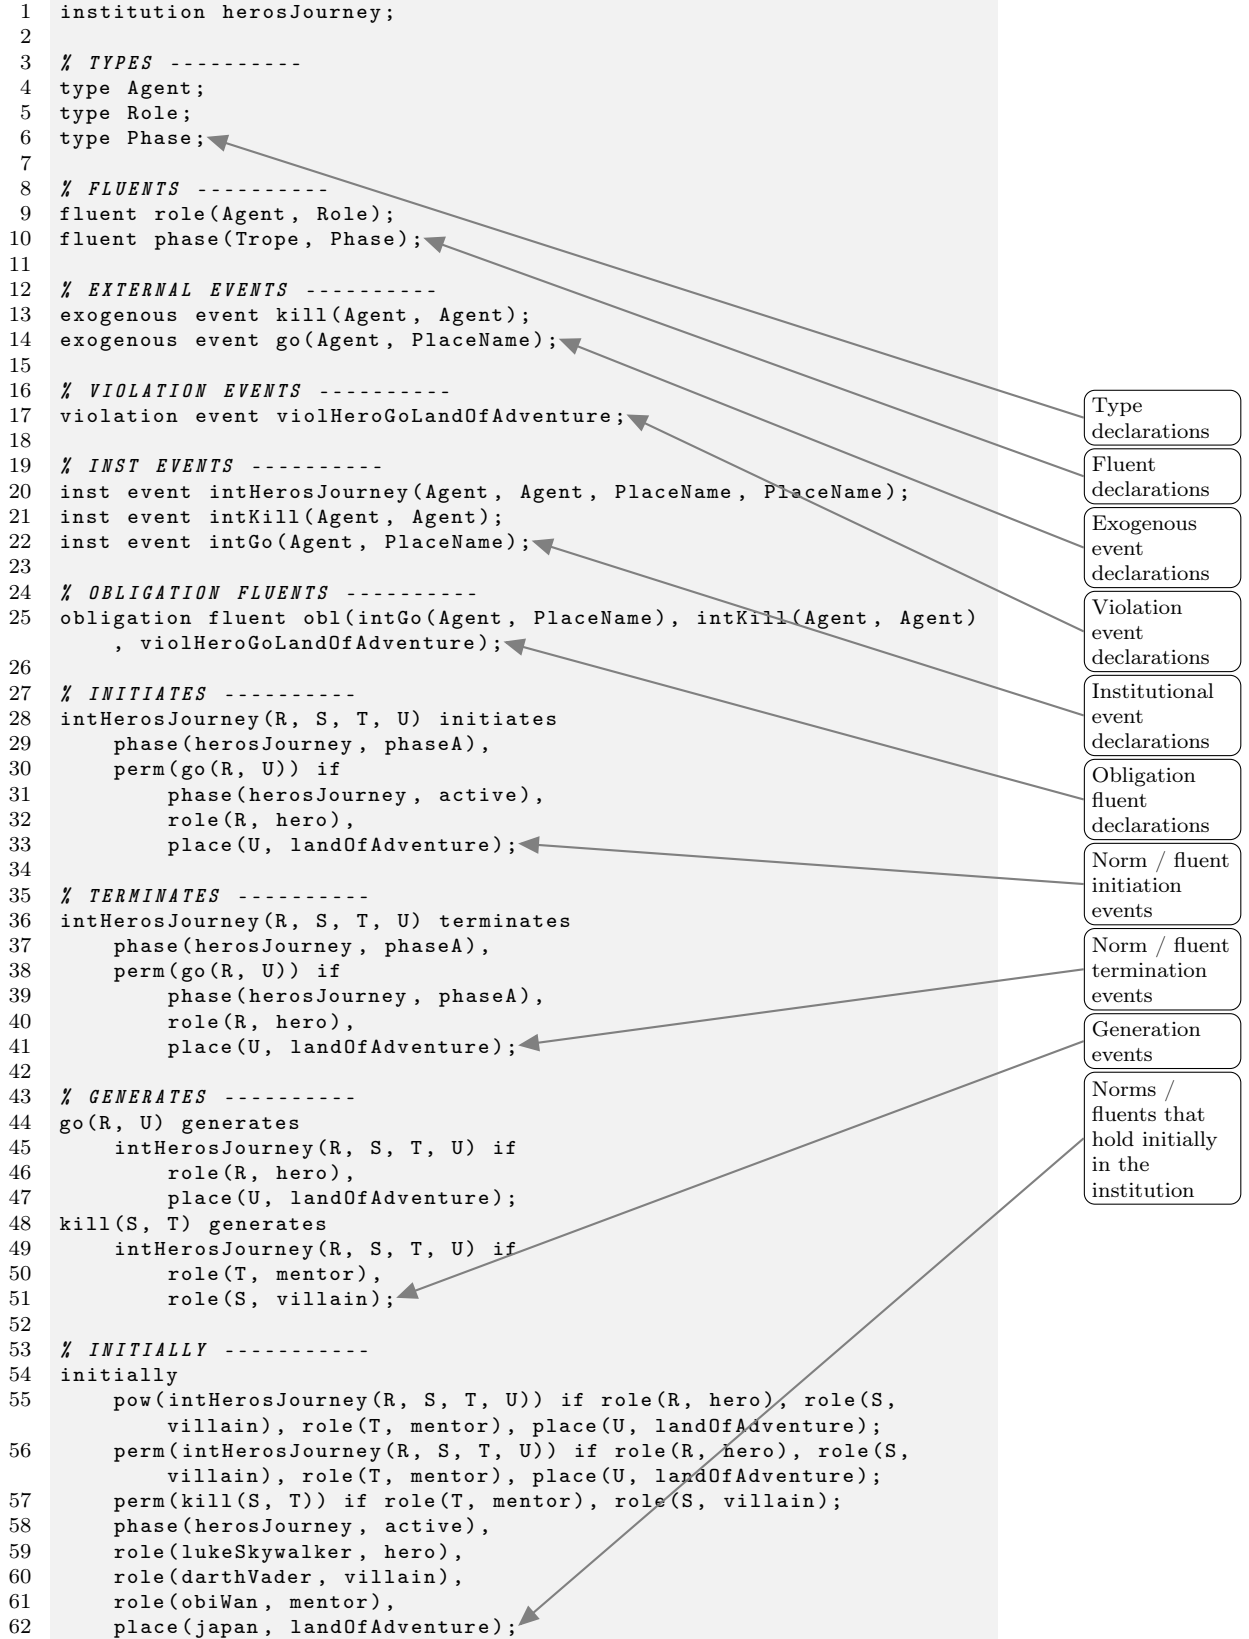 1 institution herosJourney;
2
3 % TYPES ----------
4 type Agent;
5 type Role;
6 type Phase;
7
8 % FLUENTS ----------
9 fluent role(Agent, Role);
10 fluent phase(Trope, Phase);
11
12 % EXTERNAL EVENTS ----------
13 exogenous event kill(Agent, Agent);
14 exogenous event go(Agent, PlaceName);
15
16 % VIOLATION EVENTS ----------
17 violation event violHeroGoLandOfAdventure;
18
19 % INST EVENTS ----------
20 inst event intHerosJourney(Agent, Agent, PlaceName, PlaceName);
21 inst event intKill(Agent, Agent);
22 inst event intGo(Agent, PlaceName);
23
24 % OBLIGATION FLUENTS ----------
25 obligation fluent obl(intGo(Agent, PlaceName), intKill(Agent, Agent)
, violHeroGoLandOfAdventure);
26
27 % INITIATES ----------
28 intHerosJourney(R, S, T, U) initiates
29 phase(herosJourney, phaseA),
30 perm(go(R, U)) if
31 phase(herosJourney, active),
32 role(R, hero),
33 place(U, landOfAdventure);
34
35 % TERMINATES ----------
36 intHerosJourney(R, S, T, U) terminates
37 phase(herosJourney, phaseA),
38 perm(go(R, U)) if
39 phase(herosJourney, phaseA),
40 role(R, hero),
41 place(U, landOfAdventure);
42
43 % GENERATES ----------
44 go(R, U) generates
45 intHerosJourney(R, S, T, U) if
46 role(R, hero),
47 place(U, landOfAdventure);
48 kill(S, T) generates
49 intHerosJourney(R, S, T, U) if
50 role(T, mentor),
51 role(S, villain);
52
53 % INITIALLY -----------
54 initially
55 pow(intHerosJourney(R, S, T, U)) if role(R, hero), role(S,
villain), role(T, mentor), place(U, landOfAdventure);
56 perm(intHerosJourney(R, S, T, U)) if role(R, hero), role(S,
villain), role(T, mentor), place(U, landOfAdventure);
57 perm(kill(S, T)) if role(T, mentor), role(S, villain);
58 phase(herosJourney, active),
59 role(lukeSkywalker, hero),
60 role(darthVader, villain),
61 role(obiWan, mentor),
62 place(japan, landOfAdventure);
Type
declarations
Fluent
declarations
Exogenous
event
declarations
Violation
event
declarations
Institutional
event
declarations
Obligation
fluent
declarations
Norm / fluent
initiation
events
Norm / fluent
termination
events
Generation
events
Norms /
fluents that
hold initially
in the
institution